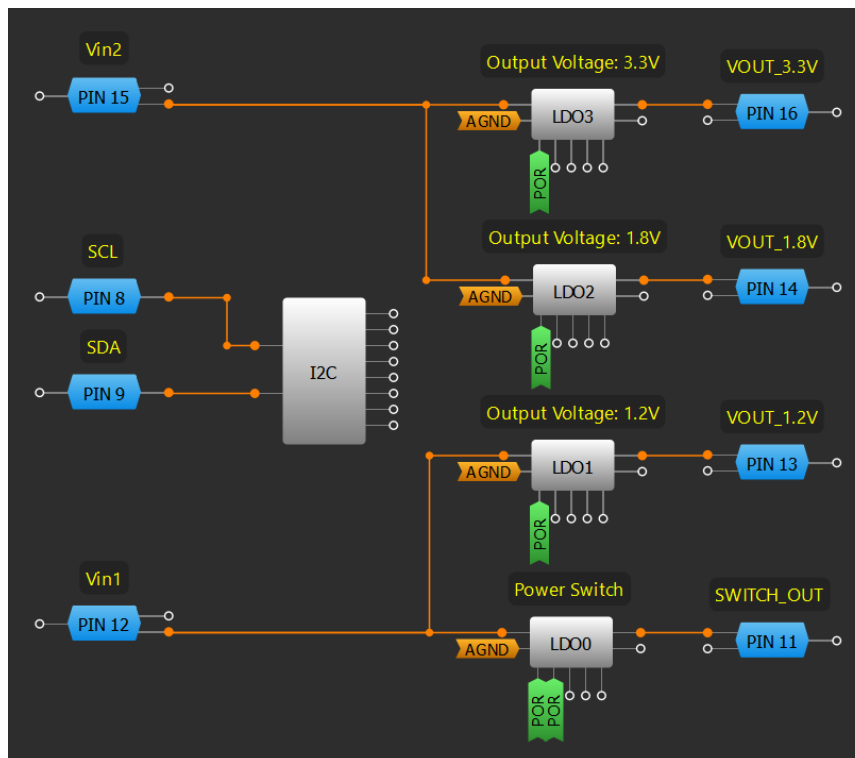 Vin2
PIN 15
Output Voltage: 3.3V
AGND
LDO3
POR
VOUT_3.3V
PIN 16
SCL
PIN 8
SDA
PIN 9
I2C
Output Voltage: 1.8V
AGND
LDO2
POR
VOUT_1.8V
PIN 14
Output Voltage: 1.2V
AGND
LDO1
POR
VOUT_1.2V
PIN 13
Vin1
PIN 12
Power Switch
AGND
LDO0
POR
POR
SWITCH_OUT
PIN 11